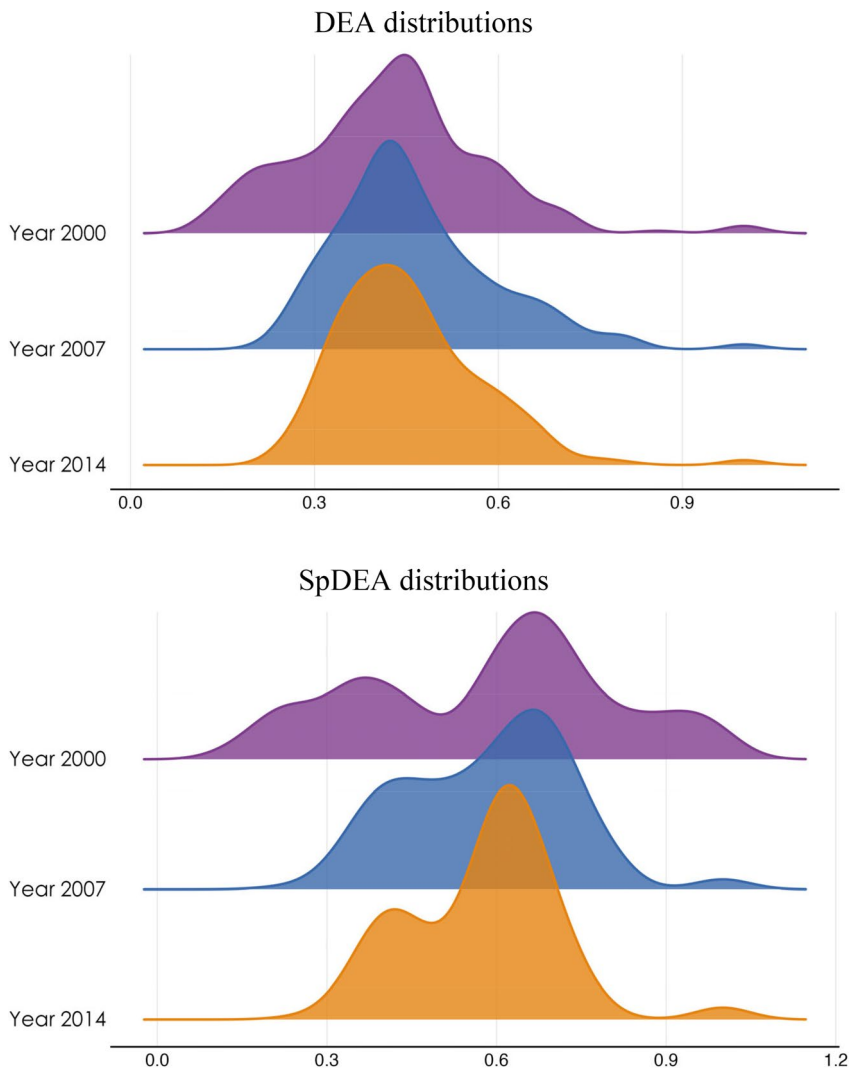 DEA distributions
Year 2000
Year 2007
Year 2014
0.0 0.3 0.6 0.9
SpDEA distributions
Year 2000
Year 2007
Year 2014
0.0 0.3 0.6 0.9 1.2